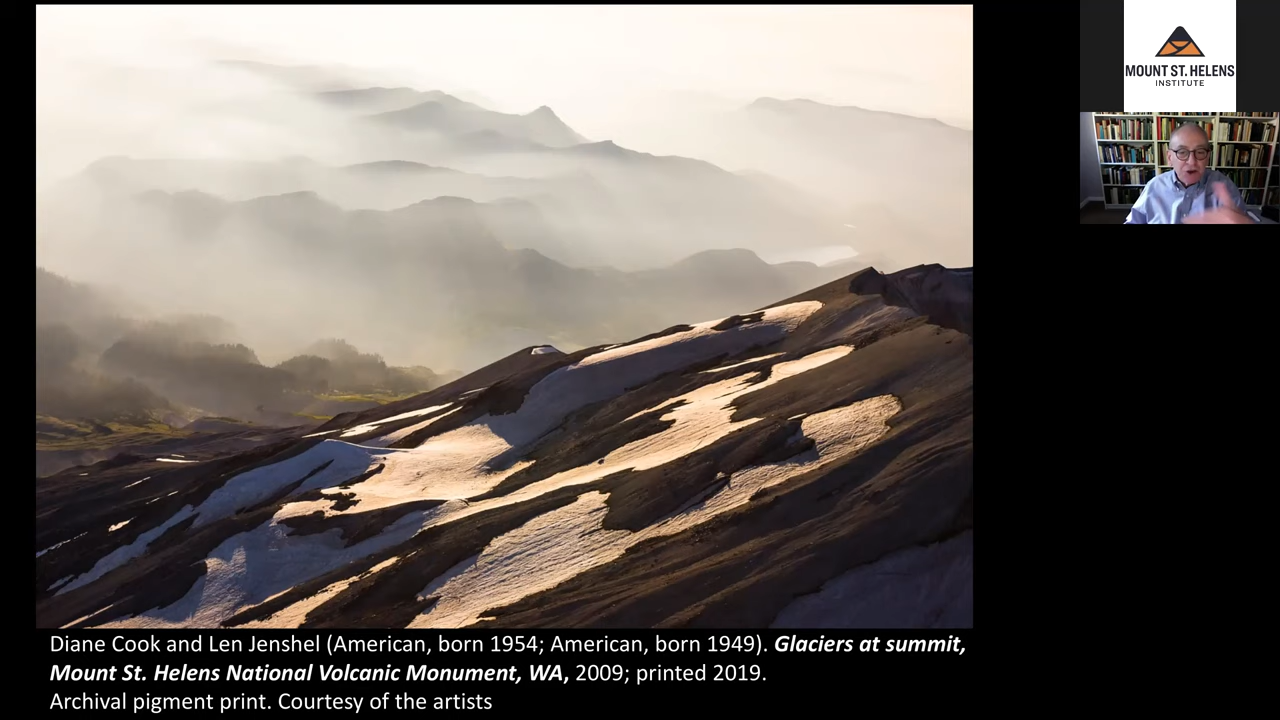 MOUNT ST. HELENS
INSTITUTE
Diane Cook and Len Jenshel (American, born 1954; American, born 1949). Glaciers at summit,
Mount St. Helens National Volcanic Monument, WA, 2009; printed 2019.
Archival pigment print. Courtesy of the artists